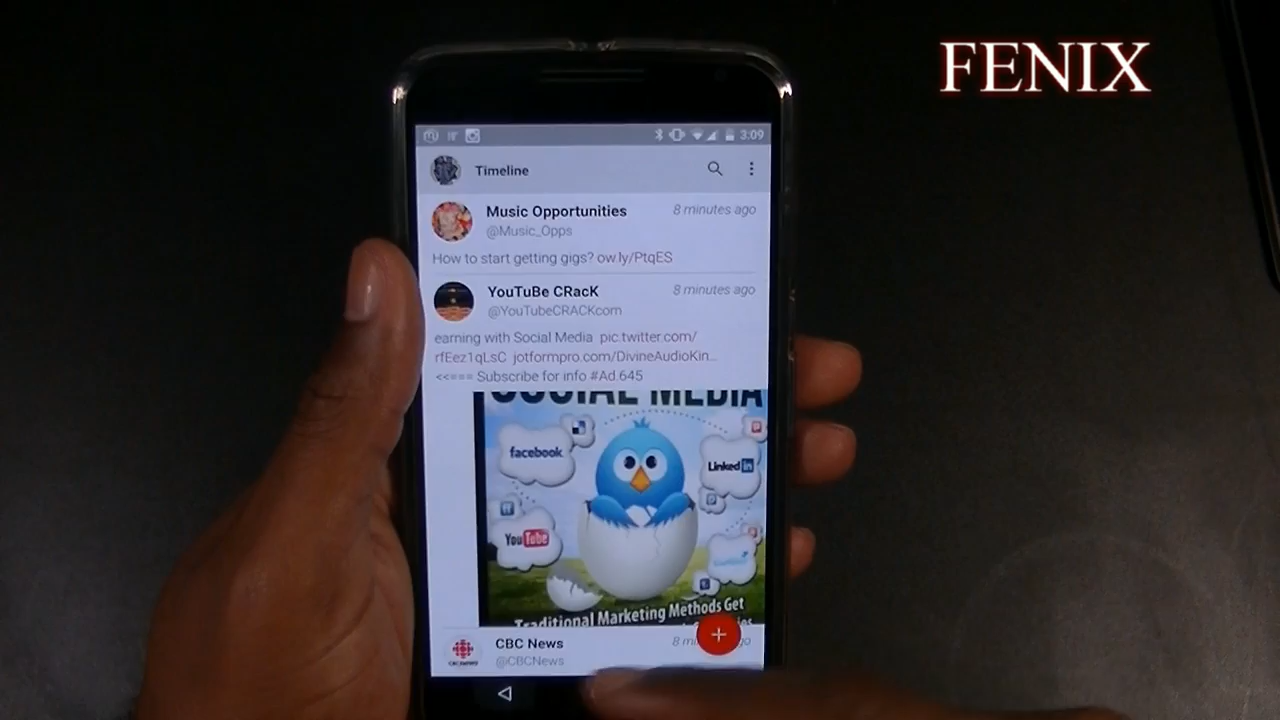 FENIX
3:09
Timeline
Music Opportunities 8 minutes ago
@Music_Opps
How to start getting gigs? ow.ly/PtqES
YouTuBe CRacK 8 minutes ago
@YouTubeCRACKcom
earning with Social Media pic.twitter.com/
rfEez1qLsC jotformpro.com/DivineAudioKin...
<<=== Subscribe for info #Ad.645
SOCIAL MEDIA
facebook
Linked in
You Tube
Traditional Marketing Methods Get
CBC News
@CBCNews